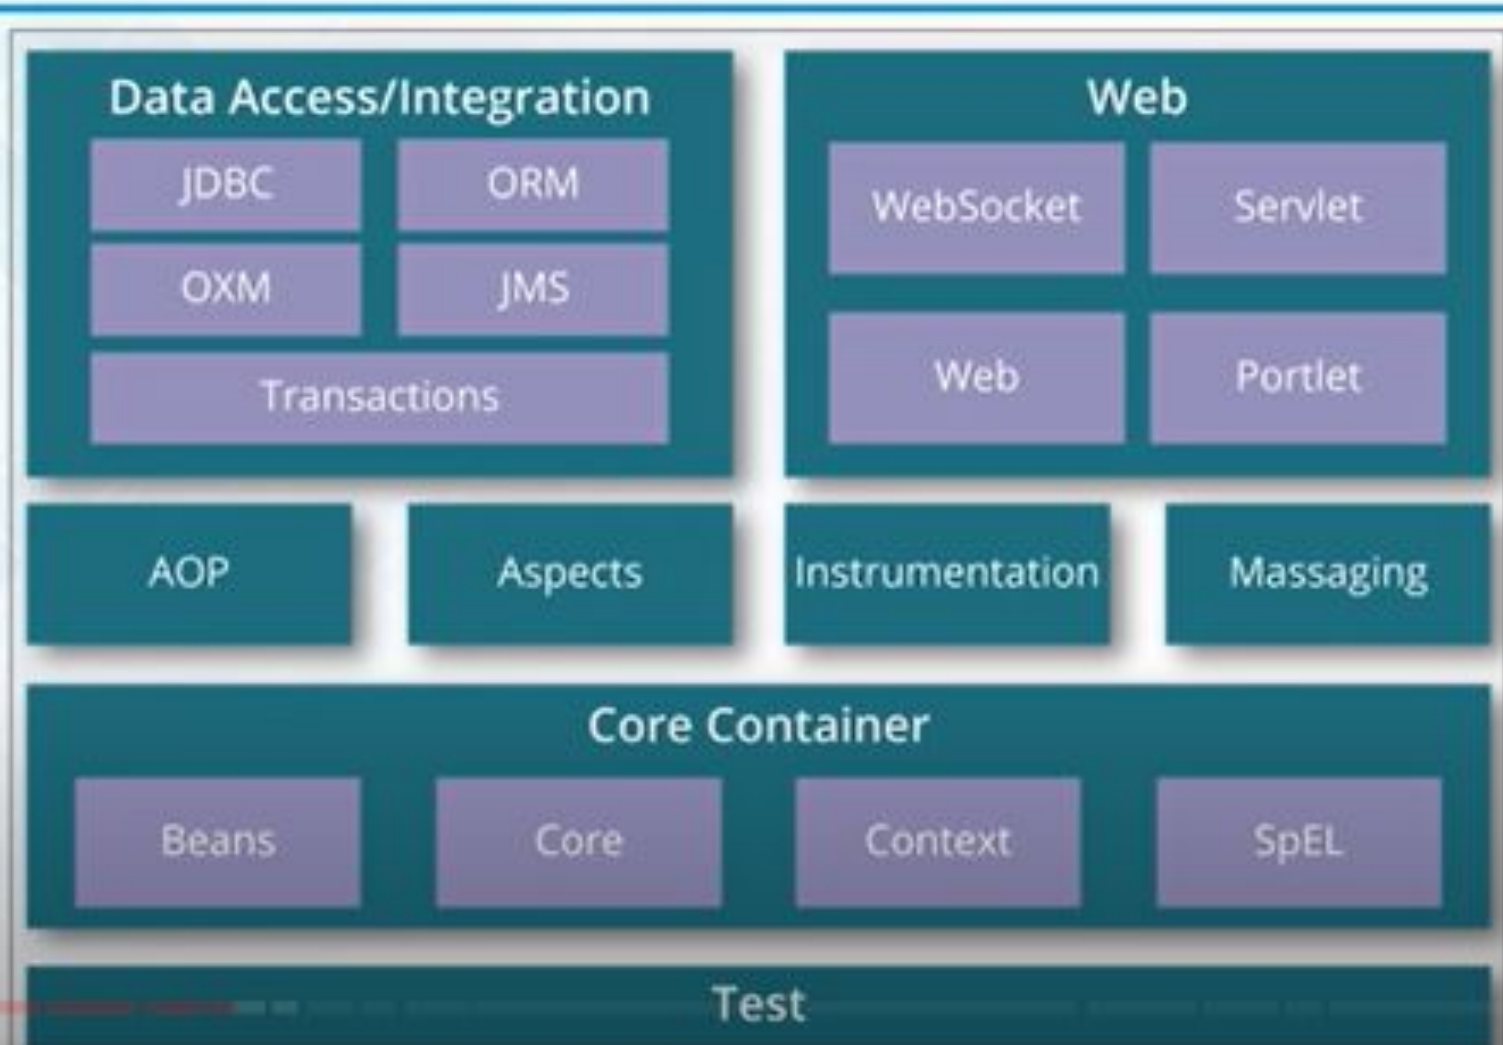 Data Access/Integration
JDBC
ORM
OXM
JMS
Transactions
Web
WebSocket
Servlet
Web
Portlet
AOP
Aspects
Instrumentation
Massaging
Core Container
Beans
Core
Context
SpEL
Test